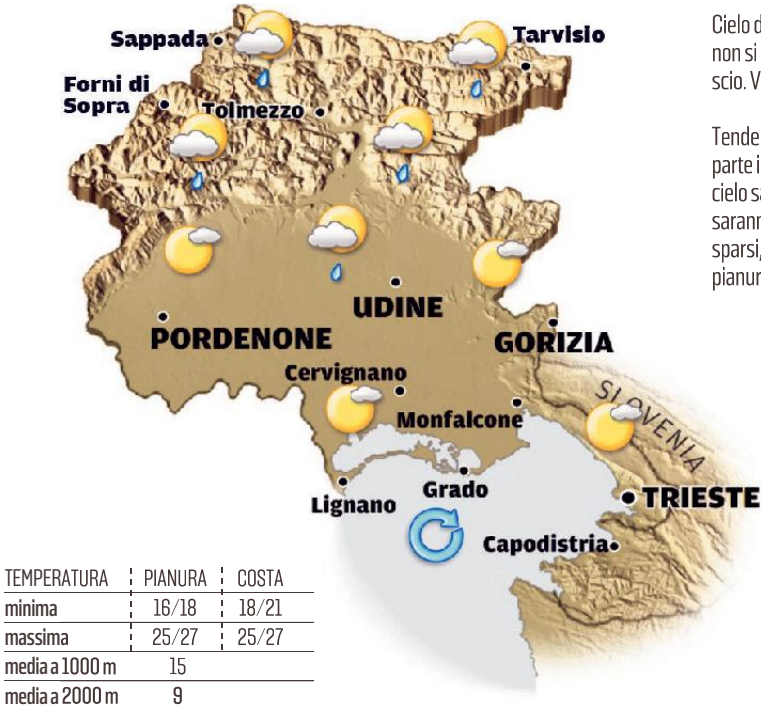 Sappada
Tarvisio
Forni di
Sopra
Tolmezzo
UDINE
PORDENONE
GORIZIA
Cervignano
SLOVENIA
Monfalcone
Lignano
Grado
TRIESTE
Capodistria
TEMPERATURA PIANURA COSTA
minima 16/18 18/21
massima 25/27 25/27
media a 1000 m 15
media a 2000 m 9
Cielo d
non si
scio. V
Tende
parte i
cielo sa
sarann
sparsi,
pianur